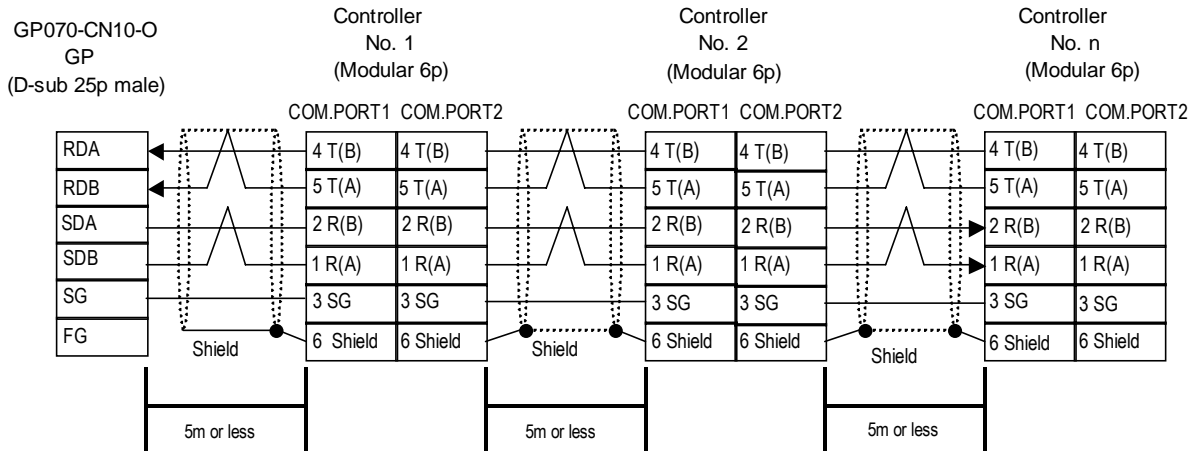 GP070-CN10-O
GP
(D-sub 25p male)
Controller
No. 1
(Modular 6p)
Controller
No. 2
(Modular 6p)
Controller
No. n
(Modular 6p)
COM.PORT1 COM.PORT2
COM.PORT1 COM.PORT2
COM.PORT1 COM.PORT2
RDA
4 T(B) 4 T(B)
4 T(B) 4 T(B)
4 T(B) 4 T(B)
RDB
5 T(A) 5 T(A)
5 T(A) 5 T(A)
5 T(A) 5 T(A)
SDA
2 R(B) 2 R(B)
2 R(B) 2 R(B)
2 R(B) 2 R(B)
SDB
1 R(A) 1 R(A)
1 R(A) 1 R(A)
1 R(A) 1 R(A)
SG
3 SG 3 SG
3 SG 3 SG
3 SG 3 SG
FG
Shield
6 Shield 6 Shield
Shield
6 Shield 6 Shield
Shield
6 Shield 6 Shield
5m or less
5m or less
5m or less